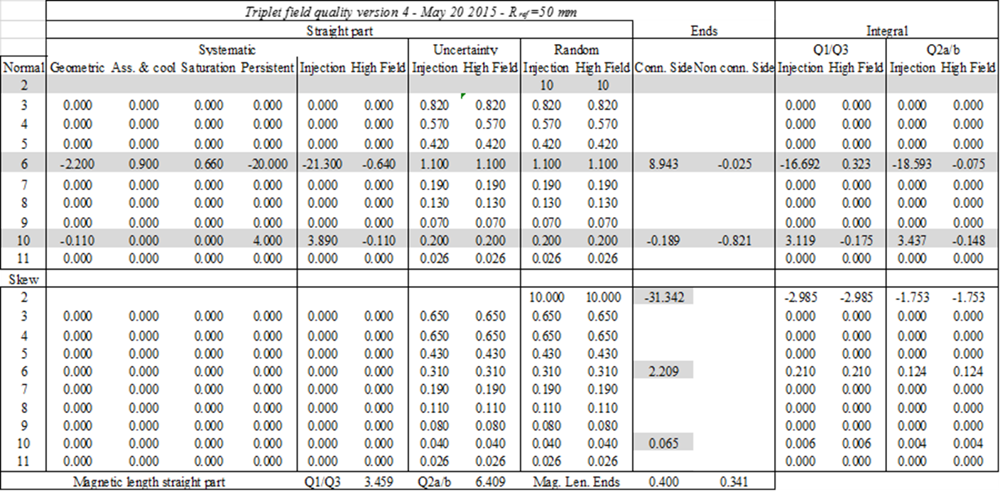 Triplet field quality version 4 - May 20 2015 - R ref=50 mm
Straight part Ends Integral
Systematic Uncertainty Random Q1/Q3 Q2a/b
Normal Geometric Ass. & cool Saturation Persistent Injection High Field Injection High Field Injection High Field Conn. Side Non conn. Side Injection High Field Injection High Field
2 10 10
3 0.000 0.000 0.000 0.000 0.000 0.000 0.820 0.820 0.820 0.820 0.000 0.000 0.000 0.000
4 0.000 0.000 0.000 0.000 0.000 0.000 0.570 0.570 0.570 0.570 0.000 0.000 0.000 0.000
5 0.000 0.000 0.000 0.000 0.000 0.000 0.420 0.420 0.420 0.420 0.000 0.000 0.000 0.000
6 -2.200 0.900 0.660 -20.000 -21.300 -0.640 1.100 1.100 1.100 1.100 8.943 -0.025 -16.692 0.323 -18.593 -0.075
7 0.000 0.000 0.000 0.000 0.000 0.000 0.190 0.190 0.190 0.190 0.000 0.000 0.000 0.000
8 0.000 0.000 0.000 0.000 0.000 0.000 0.130 0.130 0.130 0.130 0.000 0.000 0.000 0.000
9 0.000 0.000 0.000 0.000 0.000 0.000 0.070 0.070 0.070 0.070 0.000 0.000 0.000 0.000
10 -0.110 0.000 0.000 4.000 3.890 -0.110 0.200 0.200 0.200 0.200 -0.189 -0.821 3.119 -0.175 3.437 -0.148
11 0.000 0.000 0.000 0.000 0.000 0.000 0.026 0.026 0.026 0.026 0.000 0.000 0.000 0.000
Skew
2 10.000 10.000 -31.342 -2.985 -2.985 -1.753 -1.753
3 0.000 0.000 0.000 0.000 0.000 0.000 0.650 0.650 0.650 0.650 0.000 0.000 0.000 0.000
4 0.000 0.000 0.000 0.000 0.000 0.000 0.650 0.650 0.650 0.650 0.000 0.000 0.000 0.000
5 0.000 0.000 0.000 0.000 0.000 0.000 0.430 0.430 0.430 0.430 0.000 0.000 0.000 0.000
6 0.000 0.000 0.000 0.000 0.000 0.000 0.310 0.310 0.310 0.310 2.209 0.210 0.210 0.124 0.124
7 0.000 0.000 0.000 0.000 0.000 0.000 0.190 0.190 0.190 0.190 0.000 0.000 0.000 0.000
8 0.000 0.000 0.000 0.000 0.000 0.000 0.110 0.110 0.110 0.110 0.000 0.000 0.000 0.000
9 0.000 0.000 0.000 0.000 0.000 0.000 0.080 0.080 0.080 0.080 0.000 0.000 0.000 0.000
10 0.000 0.000 0.000 0.000 0.000 0.000 0.040 0.040 0.040 0.040 0.065 0.006 0.006 0.004 0.004
11 0.000 0.000 0.000 0.000 0.000 0.000 0.026 0.026 0.026 0.026 0.000 0.000 0.000 0.000
Magnetic length straight part Q1/Q3 3.459 Q2a/b 6.409 Mag. Len. Ends 0.400 0.341